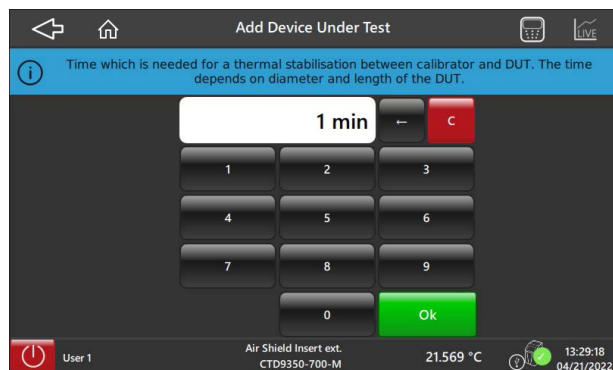 Add Device Under Test
LIVE
i
Time which is needed for a thermal stabilisation between calibrator and DUT. The time
depends on diameter and length of the DUT.
1 min
← C
1 2 3
4 5 6
7 8 9
0 Ok
User 1
Air Shield Insert ext.
CTD9350-700-M
21.569 °C
13:29:18
04/21/2022